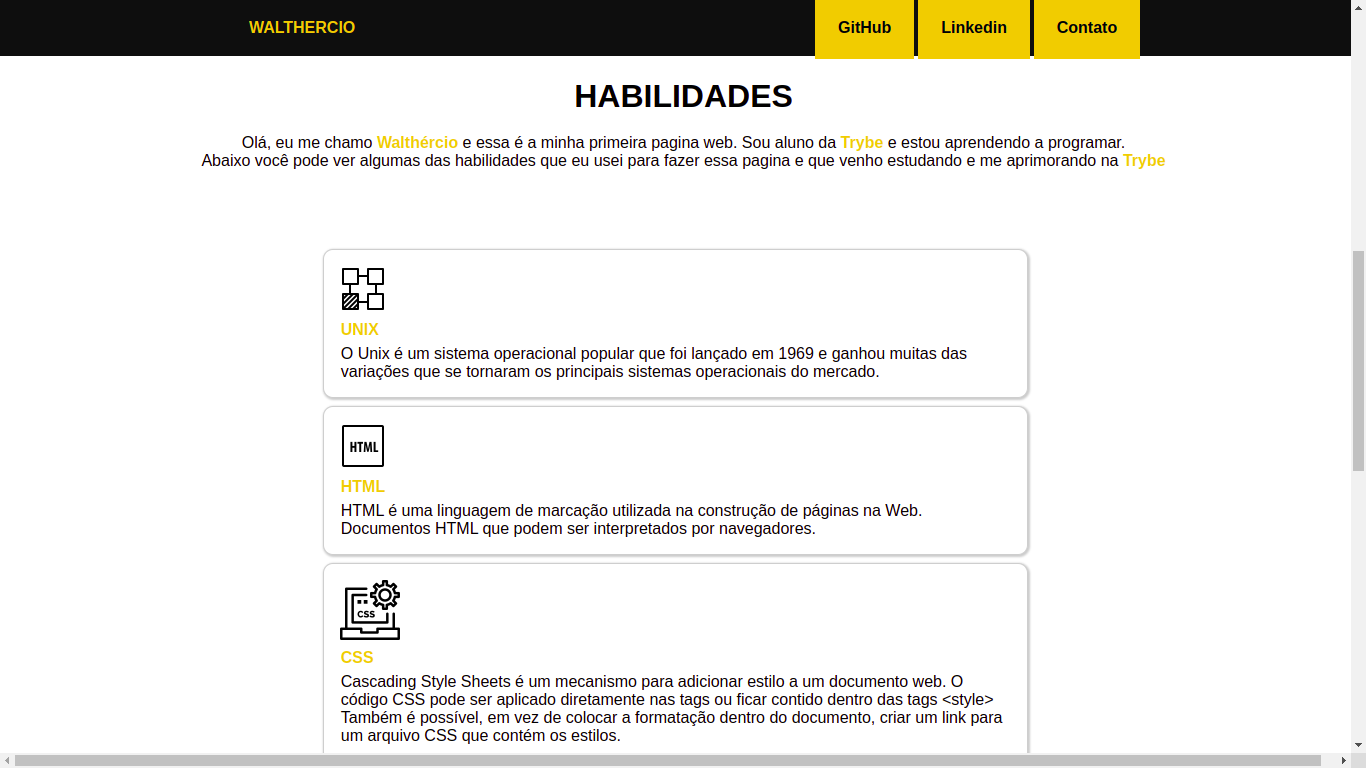 WALTHERCIO
GitHub
Linkedin
Contato
HABILIDADES
Olá, eu me chamo Walthércio e essa é a minha primeira pagina web. Sou aluno da Trybe e estou aprendendo a programar.
Abaixo você pode ver algumas das habilidades que eu usei para fazer essa pagina e que venho estudando e me aprimorando na Trybe
UNIX
O Unix é um sistema operacional popular que foi lançado em 1969 e ganhou muitas das
variações que se tornaram os principais sistemas operacionais do mercado.
HTML
HTML
HTML é uma linguagem de marcação utilizada na construção de páginas na Web.
Documentos HTML que podem ser interpretados por navegadores.
CSS
CSS
Cascading Style Sheets é um mecanismo para adicionar estilo a um documento web. O
código CSS pode ser aplicado diretamente nas tags ou ficar contido dentro das tags <style>
Também é possível, em vez de colocar a formatação dentro do documento, criar um link para
um arquivo CSS que contém os estilos.